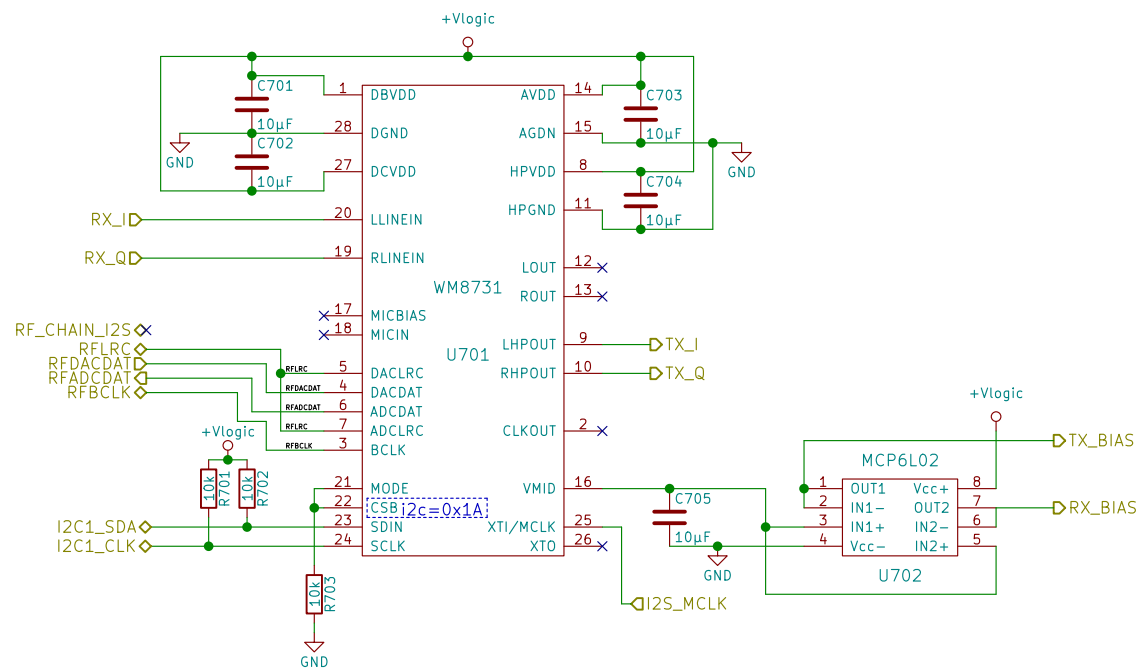 +Vlogic
C701
10µF
C702
10µF
GND
1 DBVDD
28 DGND
27 DCVDD
20 LLINEIN
19 RLINEIN
17 MICBIAS
18 MICIN
5 DACLRC
4 DACDAT
6 ADCDAT
7 ADCLRC
3 BCLK
21 MODE
22 CSB
i2c=0x1A
23 SDIN
24 SCLK
WM8731
U701
AVDD 14
AGDN 15
HPVDD 8
HPGND 11
LOUT 12
ROUT 13
LHPOUT 9
RHPOUT 10
CLKOUT 2
VMID 16
XTI/MCLK 25
XTO 26
C703
10µF
C704
10µF
GND
RX_I
RX_Q
RF_CHAIN_I2S
RFLRC
RFDACDAT
RFADCDAT
RFBCLK
RFLRC
RFDACDAT
RFADCDAT
RFLRC
RFBCLK
+Vlogic
10k
R701
10k
R702
I2C1_SDA
I2C1_CLK
10k
R703
GND
TX_I
TX_Q
C705
10µF
GND
I2S_MCLK
+Vlogic
TX_BIAS
RX_BIAS
MCP6L02
1 OUT1
2 IN1-
3 IN1+
4 Vcc-
Vcc+ 8
OUT2 7
IN2- 6
IN2+ 5
U702